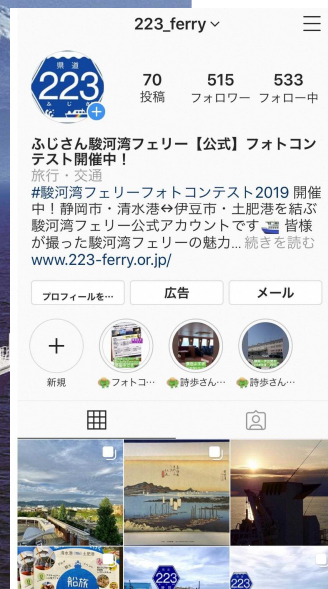 223_ferry
県道
223
ふじさん
70
515
533
投稿
フォロワー
フォロー中
ふじさん駿河湾フェリー【公式】フォトコン
テスト開催中！
旅行・交通
#駿河湾フェリーフォトコンテスト2019 開催
中！静岡市・清水港⇔伊豆市・土肥港を結ぶ
駿河湾フェリー公式アカウントです🚢 皆様
が撮った駿河湾フェリーの魅力... 続きを読む
www.223-ferry.or.jp/
プロフィールを…
広告
メール
新規
🌳フォトコ…
🌳詩歩さん…
🌳詩歩さん…
船旅
223
223